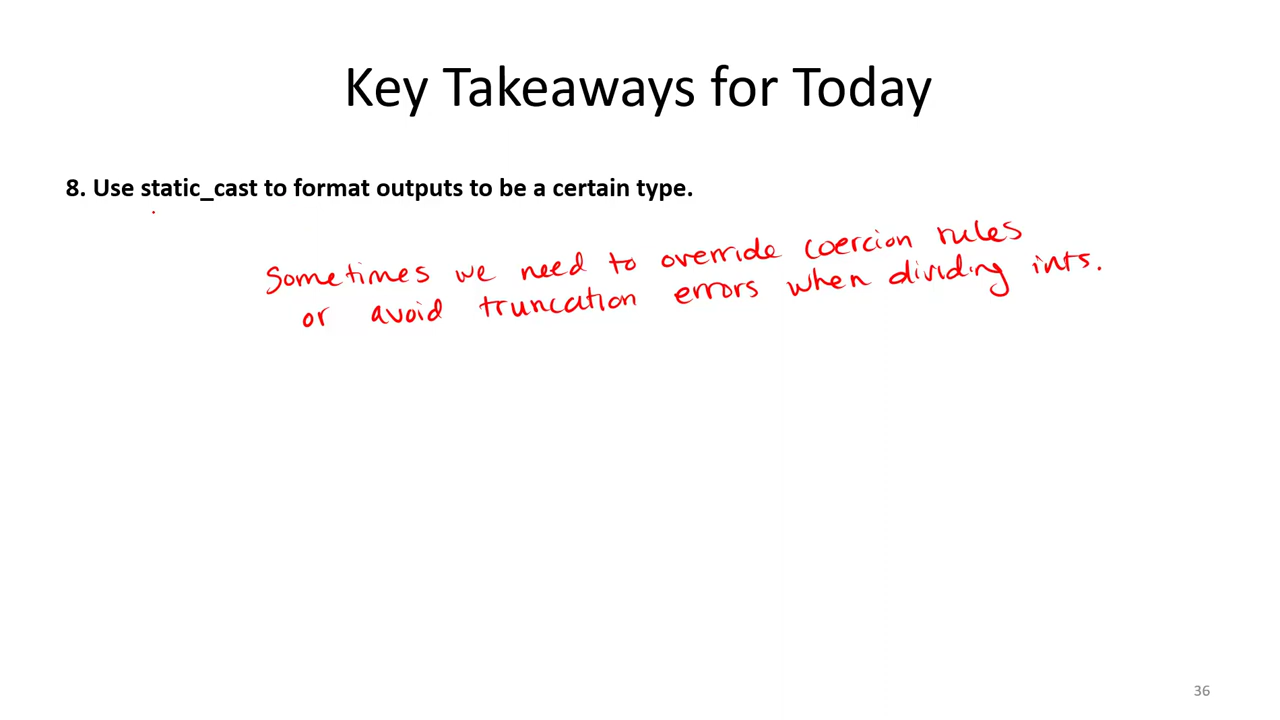 Key Takeaways for Today
8. Use static_cast to format outputs to be a certain type.
Sometimes we need to override coercion rules
or avoid truncation errors when dividing ints.
36